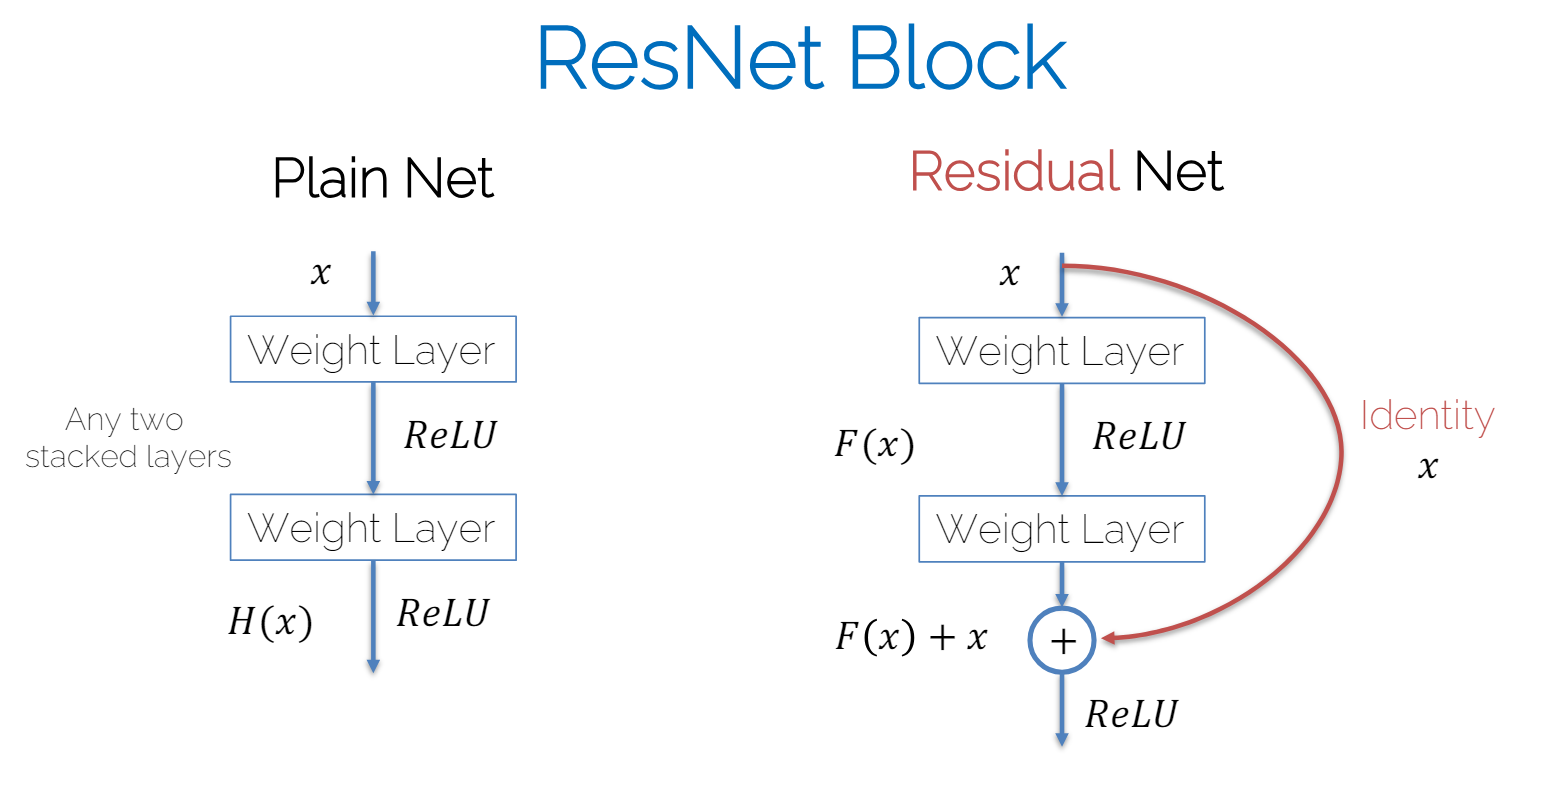 ResNet Block
Plain Net
x
Weight Layer
Any two
stacked layers
ReLU
Weight Layer
H(x)
ReLU
Residual Net
x
Weight Layer
F(x)
ReLU
Identity
x
Weight Layer
F(x) + x
+
ReLU